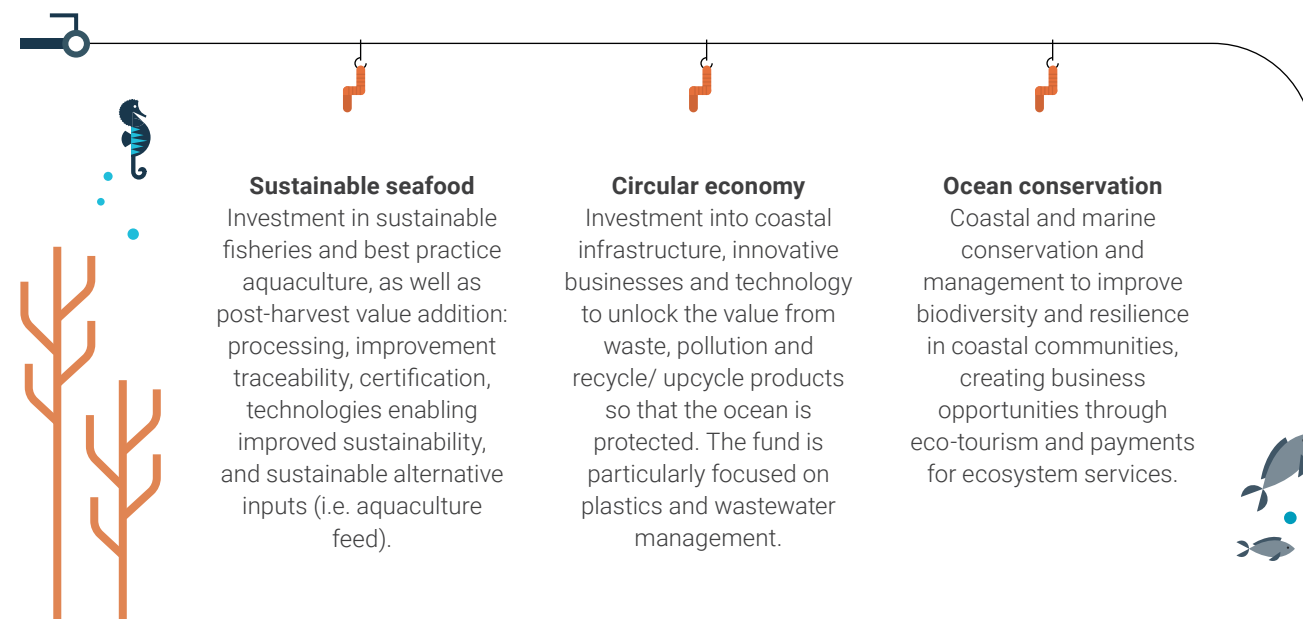 Sustainable seafood
Investment in sustainable
fisheries and best practice
aquaculture, as well as
post-harvest value addition:
processing, improvement
traceability, certification,
technologies enabling
improved sustainability,
and sustainable alternative
inputs (i.e. aquaculture
feed).
Circular economy
Investment into coastal
infrastructure, innovative
businesses and technology
to unlock the value from
waste, pollution and
recycle/ upcycle products
so that the ocean is
protected. The fund is
particularly focused on
plastics and wastewater
management.
Ocean conservation
Coastal and marine
conservation and
management to improve
biodiversity and resilience
in coastal communities,
creating business
opportunities through
eco-tourism and payments
for ecosystem services.